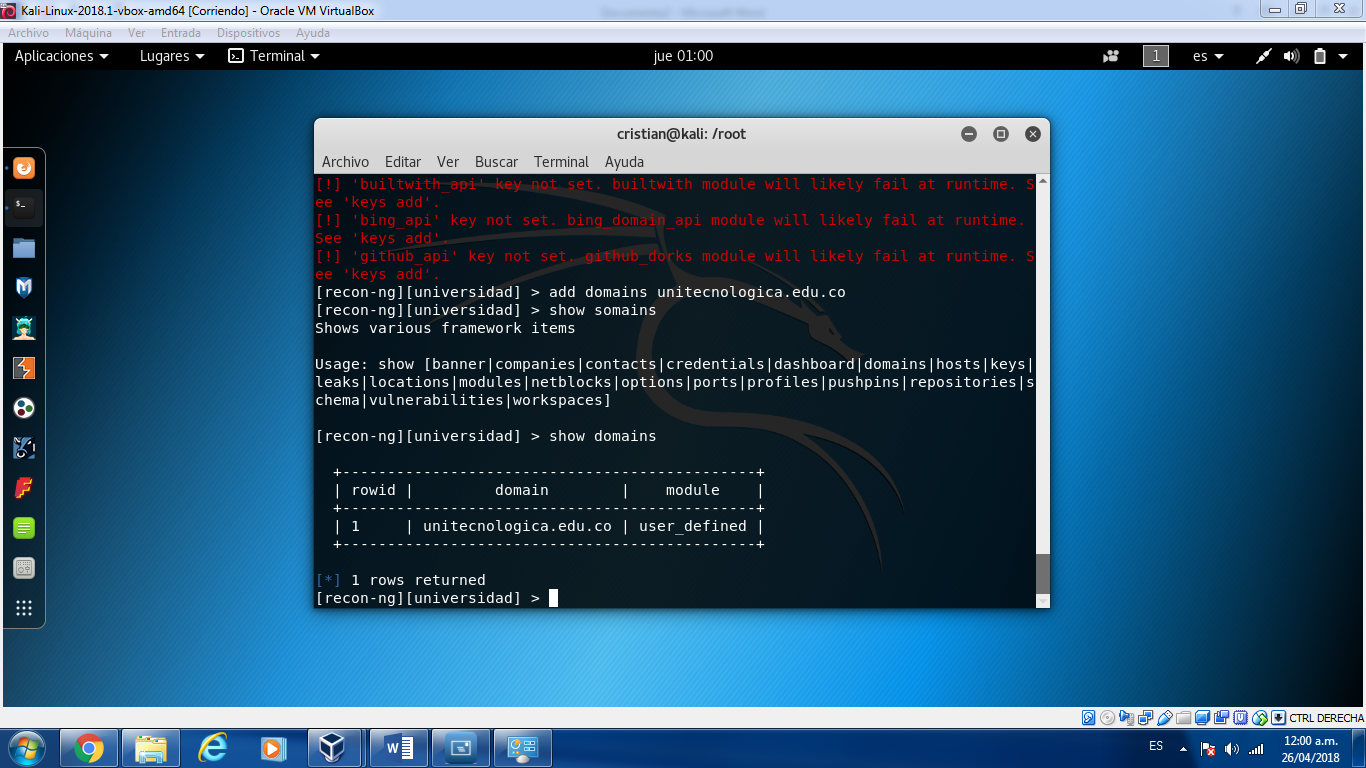 Kali-Linux-2018.1-vbox-amd64 [Corriendo] - Oracle VM VirtualBox
Archivo Máquina Ver Entrada Dispositivos Ayuda
Aplicaciones Lugares Terminal jue 01:00 1 es
cristian@kali: /root
Archivo Editar Ver Buscar Terminal Ayuda
[!] 'builtwith_api' key not set. builtwith module will likely fail at runtime. S
ee 'keys add'.
[!] 'bing_api' key not set. bing_domain_api module will likely fail at runtime.
See 'keys add'.
[!] 'github_api' key not set. github_dorks module will likely fail at runtime. S
ee 'keys add'.
[recon-ng][universidad] > add domains unitecnologica.edu.co
[recon-ng][universidad] > show somains
Shows various framework items
Usage: show [banner|companies|contacts|credentials|dashboard|domains|hosts|keys|
leaks|locations|modules|netblocks|options|ports|profiles|pushpins|repositories|s
chema|vulnerabilities|workspaces]
[recon-ng][universidad] > show domains
+----------------------------------------------+
| rowid | domain | module |
+----------------------------------------------+
| 1 | unitecnologica.edu.co | user_defined |
+----------------------------------------------+
[*] 1 rows returned
[recon-ng][universidad] >
CTRL DERECHA
ES 12:00 a.m.
26/04/2018